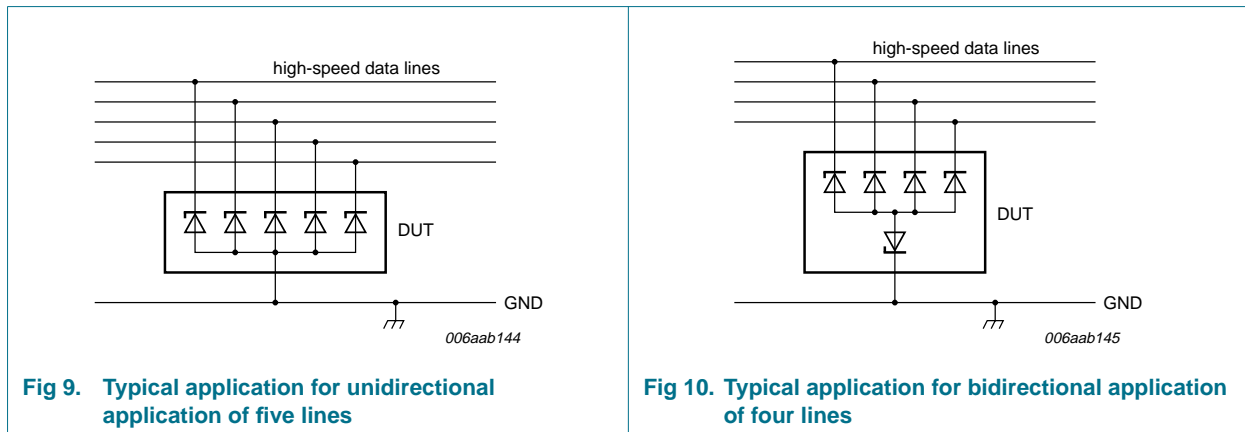 high-speed data lines
DUT
GND
006aab144
Fig 9. Typical application for unidirectional
application of five lines
high-speed data lines
DUT
GND
006aab145
Fig 10. Typical application for bidirectional application
of four lines